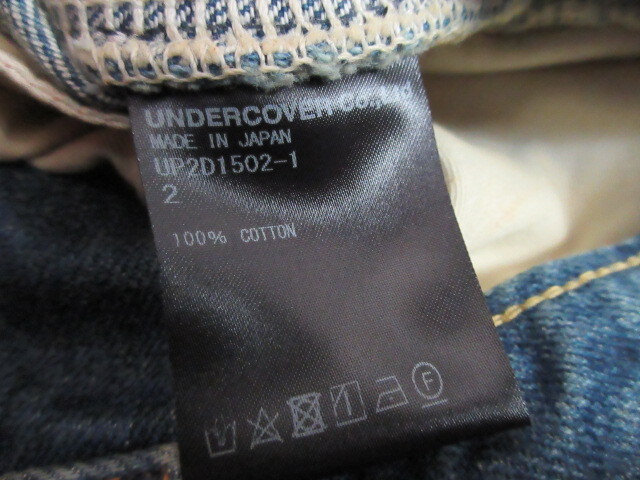 UNDERCOVER
MADE IN JAPAN
UP2D1502-1
2
100% COTTON
F